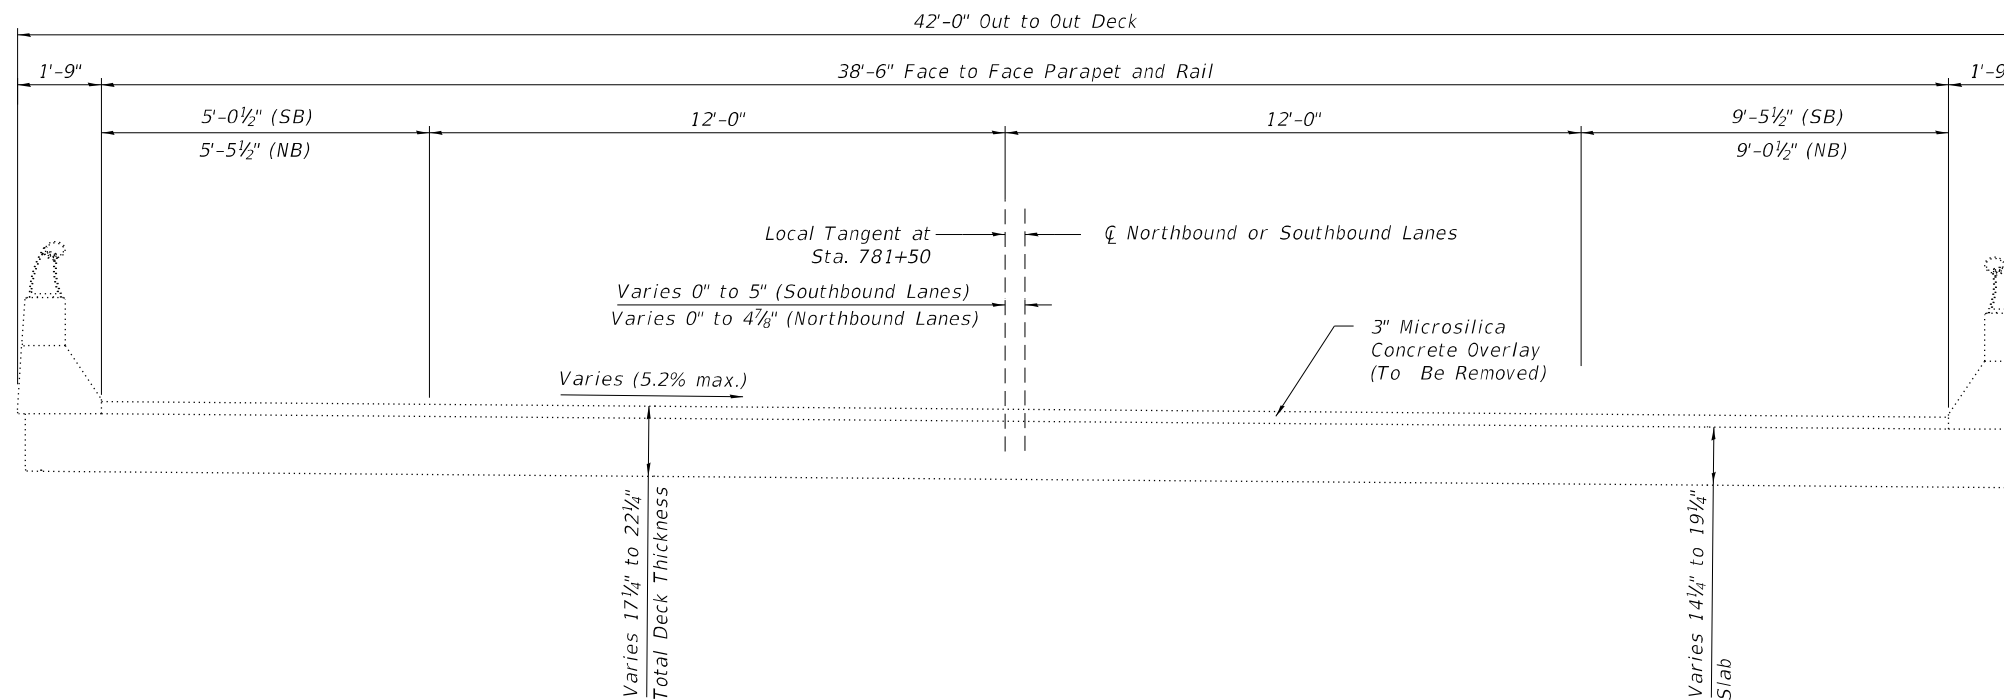 42'-0" Out to Out Deck
1'-9"
38'-6" Face to Face Parapet and Rail
1'-9
5'-0½" (SB)
5'-5½" (NB)
12'-0"
12'-0"
9'-5½" (SB)
9'-0½" (NB)
Local Tangent at
Sta. 781+50
℄ Northbound or Southbound Lanes
Varies 0" to 5" (Southbound Lanes)
Varies 0" to 4⅞" (Northbound Lanes)
3" Microsilica
Concrete Overlay
(To Be Removed)
Varies (5.2% max.)
Varies 17¼" to 22¼"
Total Deck Thickness
Varies 14¼" to 19¼"
Slab